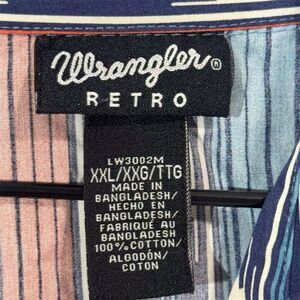 Wrangler®
RETRO
LW3002M
XXL/XXG/TTG
MADE IN
BANGLADESH/
HECHO EN
BANGLADESH/
FABRIQUÉ AU
BANGLADESH
100% COTTON/
ALGODÓN/
COTON